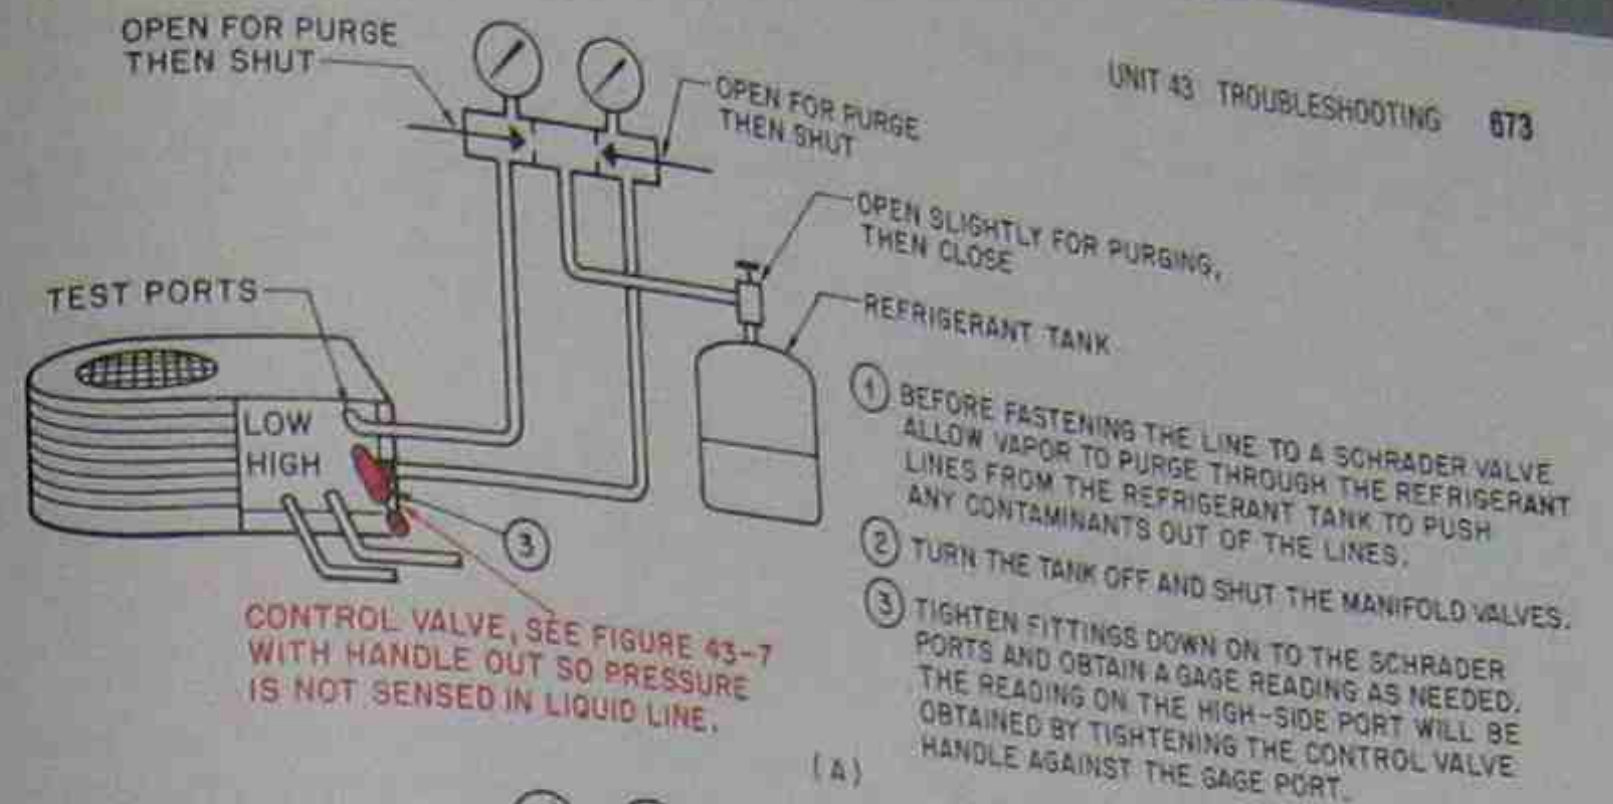 UNIT 43 TROUBLESHOOTING 673
OPEN FOR PURGE
THEN SHUT
OPEN FOR PURGE
THEN SHUT
OPEN SLIGHTLY FOR PURGING,
THEN CLOSE
REFRIGERANT TANK
TEST PORTS
LOW
HIGH
3
CONTROL VALVE, SEE FIGURE 43-7
WITH HANDLE OUT SO PRESSURE
IS NOT SENSED IN LIQUID LINE.
1 BEFORE FASTENING THE LINE TO A SCHRADER VALVE
ALLOW VAPOR TO PURGE THROUGH THE REFRIGERANT
LINES FROM THE REFRIGERANT TANK TO PUSH
ANY CONTAMINANTS OUT OF THE LINES.
2 TURN THE TANK OFF AND SHUT THE MANIFOLD VALVES.
3 TIGHTEN FITTINGS DOWN ON TO THE SCHRADER
PORTS AND OBTAIN A GAGE READING AS NEEDED.
THE READING ON THE HIGH-SIDE PORT WILL BE
OBTAINED BY TIGHTENING THE CONTROL VALVE
HANDLE AGAINST THE GAGE PORT.
(A)